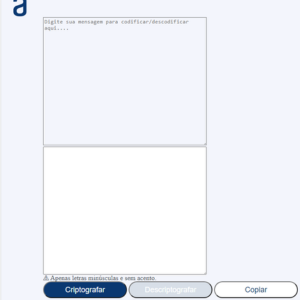 a
Digite sua mensagem para codificar/descodificar
aqui....
⚠ Apenas letras minúsculas e sem acento.
Criptografar
Descriptografar
Copiar